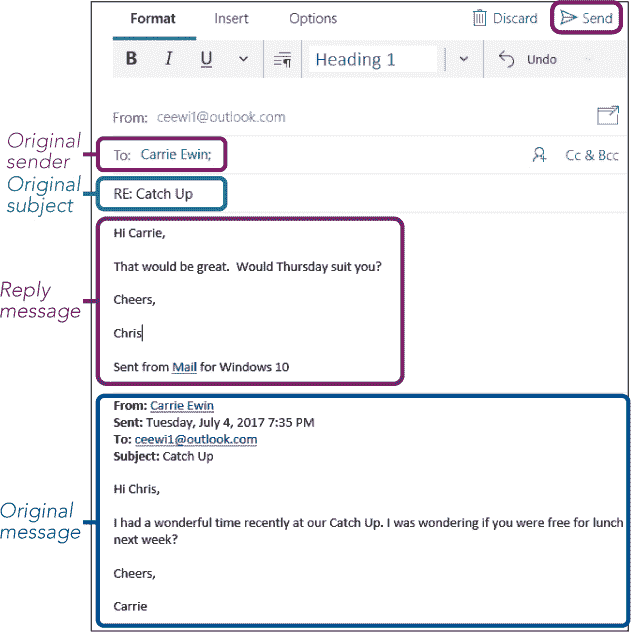 Format Insert Options Discard Send
B I U Heading 1 Undo
From: ceewi1@outlook.com
Original sender
To: Carrie Ewin; Cc & Bcc
Original subject
RE: Catch Up
Reply message
Hi Carrie,
That would be great.  Would Thursday suit you?
Cheers,
Chris
Sent from Mail for Windows 10
Original message
From: Carrie Ewin
Sent: Tuesday, July 4, 2017 7:35 PM
To: ceewi1@outlook.com
Subject: Catch Up
Hi Chris,
I had a wonderful time recently at our Catch Up. I was wondering if you were free for lunch
next week?
Cheers,
Carrie